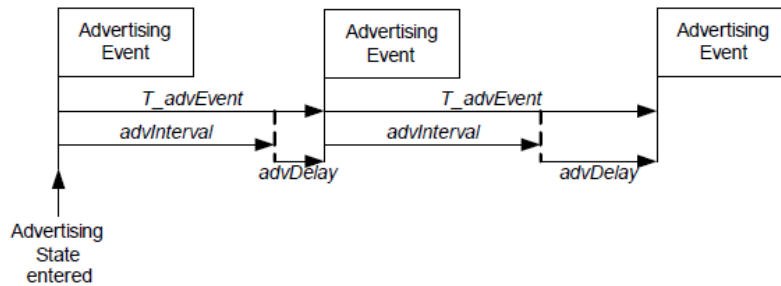 Advertising
Event
Advertising
Event
Advertising
Event
T_advEvent
T_advEvent
advInterval
advInterval
advDelay
advDelay
Advertising
State
entered